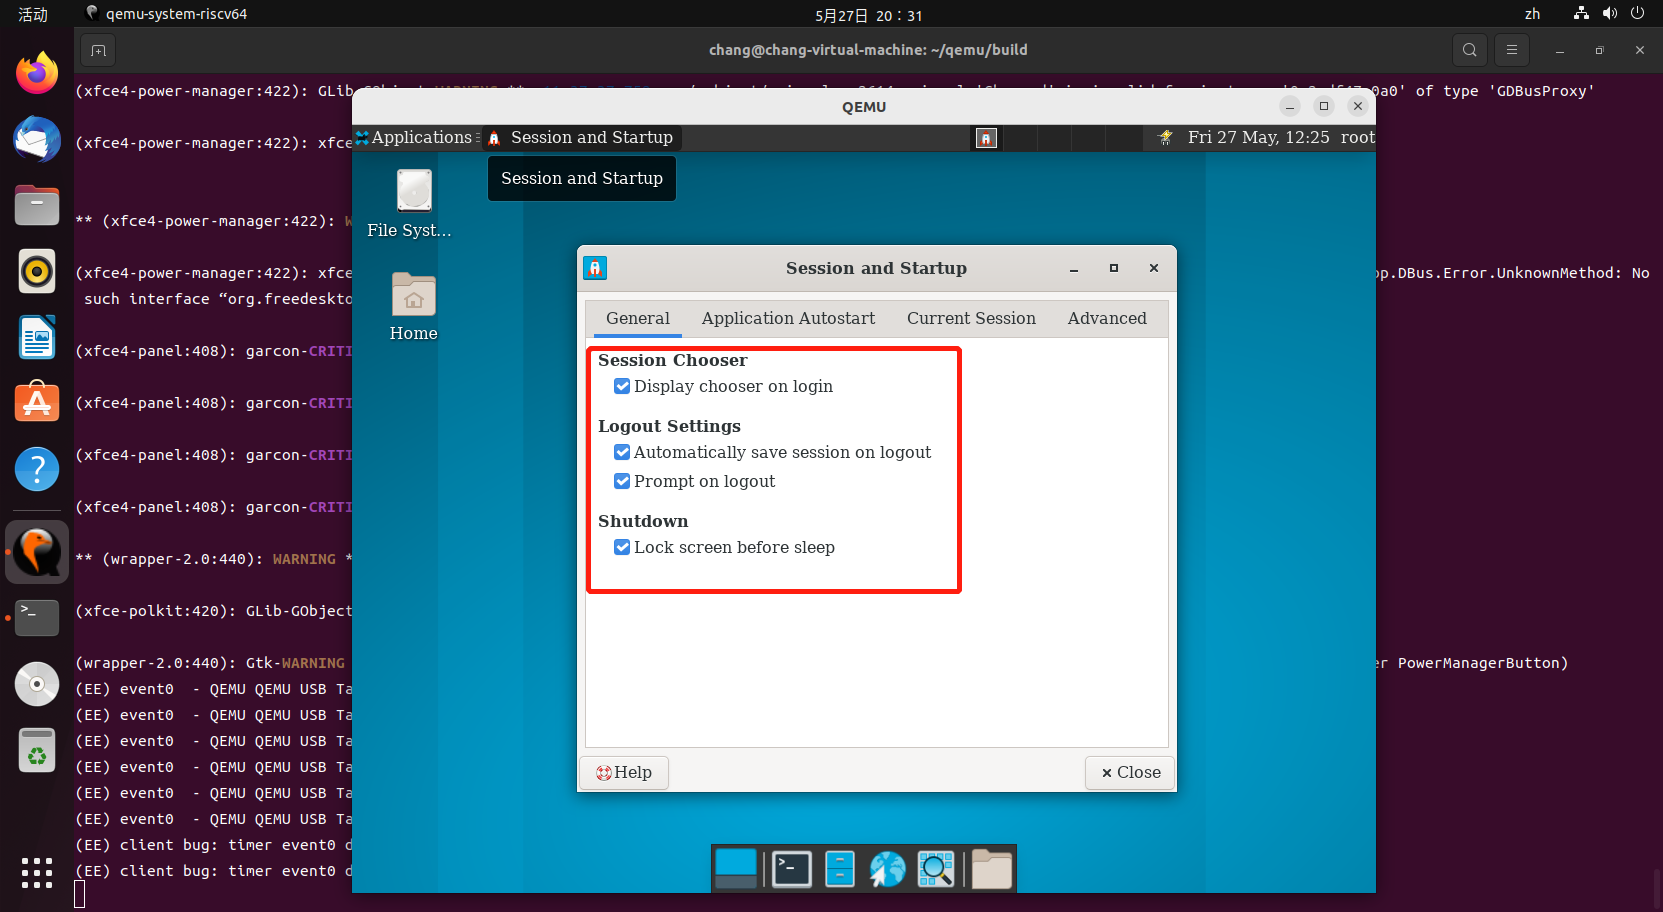 活动
qemu-system-riscv64
5月27日 20：31
zh
chang@chang-virtual-machine: ~/qemu/build
(xfce4-power-manager:422): GLib
of type 'GDBusProxy'
QEMU
(xfce4-power-manager:422): xfce
Applications
Session and Startup
Fri 27 May, 12:25 root
Session and Startup
** (xfce4-power-manager:422): W
File Syst...
(xfce4-power-manager:422): xfce
op.DBus.Error.UnknownMethod: No
such interface “org.freedeskto
Session and Startup
Home
General Application Autostart Current Session Advanced
(xfce4-panel:408): garcon-CRITI
Session Chooser
Display chooser on login
(xfce4-panel:408): garcon-CRITI
Logout Settings
Automatically save session on logout
(xfce4-panel:408): garcon-CRITI
Prompt on logout
(xfce4-panel:408): garcon-CRITI
Shutdown
Lock screen before sleep
** (wrapper-2.0:440): WARNING *
(xfce-polkit:420): GLib-GObject
(wrapper-2.0:440): Gtk-WARNING
er PowerManagerButton)
(EE) event0 - QEMU QEMU USB Ta
(EE) event0 - QEMU QEMU USB Ta
(EE) event0 - QEMU QEMU USB Ta
(EE) event0 - QEMU QEMU USB Ta
(EE) event0 - QEMU QEMU USB Ta
(EE) event0 - QEMU QEMU USB Ta
Help
Close
(EE) client bug: timer event0 d
(EE) client bug: timer event0 d